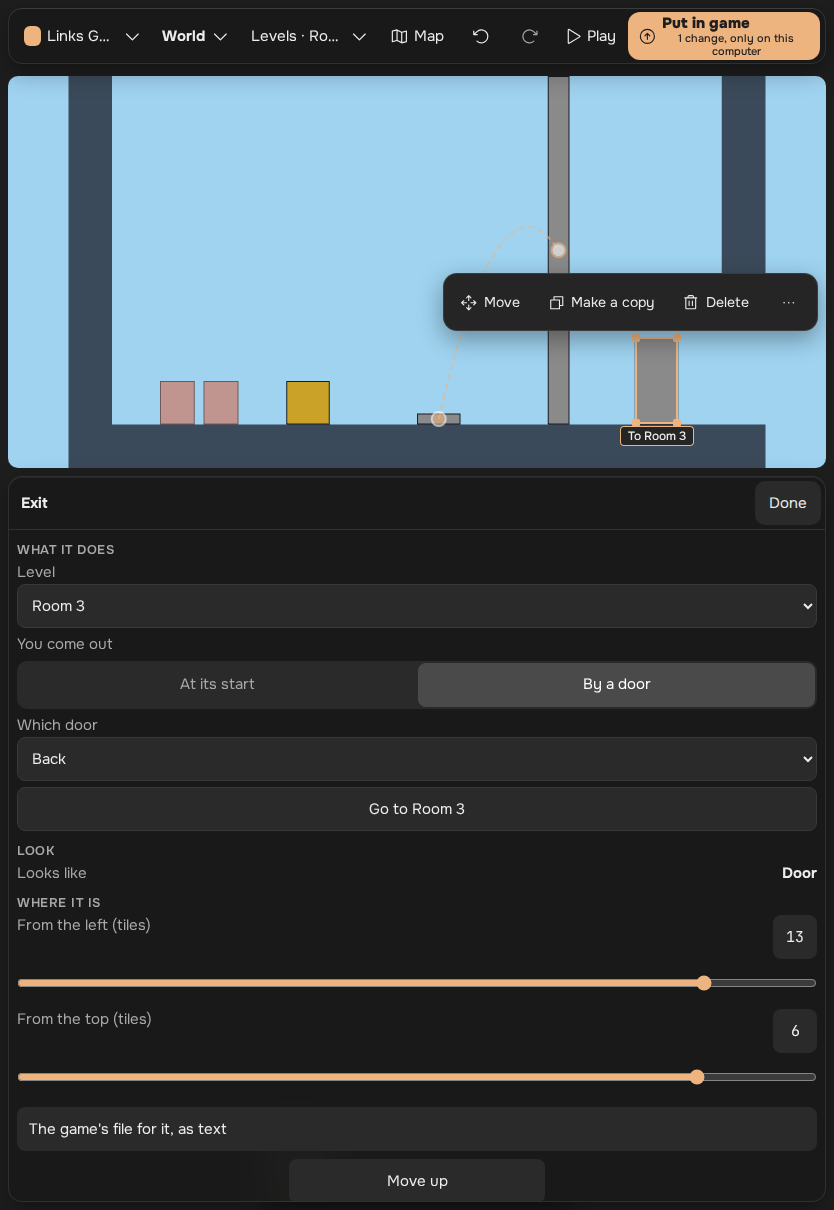 Links G...
World
Levels · Ro...
Map
Play
Put in game
1 change, only on this
computer
Move
Make a copy
Delete
...
To Room 3
Exit
Done
WHAT IT DOES
Level
Room 3
You come out
At its start
By a door
Which door
Back
Go to Room 3
LOOK
Looks like
Door
WHERE IT IS
From the left (tiles)
13
From the top (tiles)
6
The game's file for it, as text
Move up